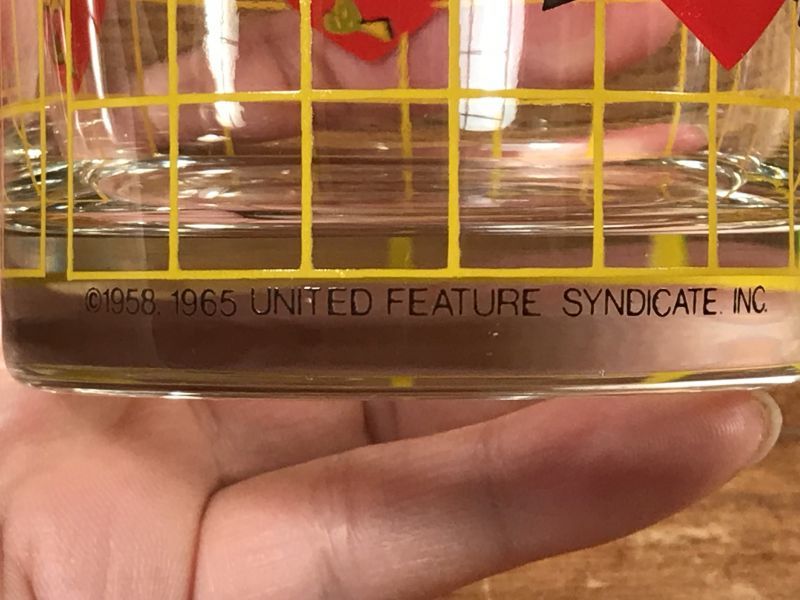 ©1958, 1965 UNITED FEATURE SYNDICATE, INC.